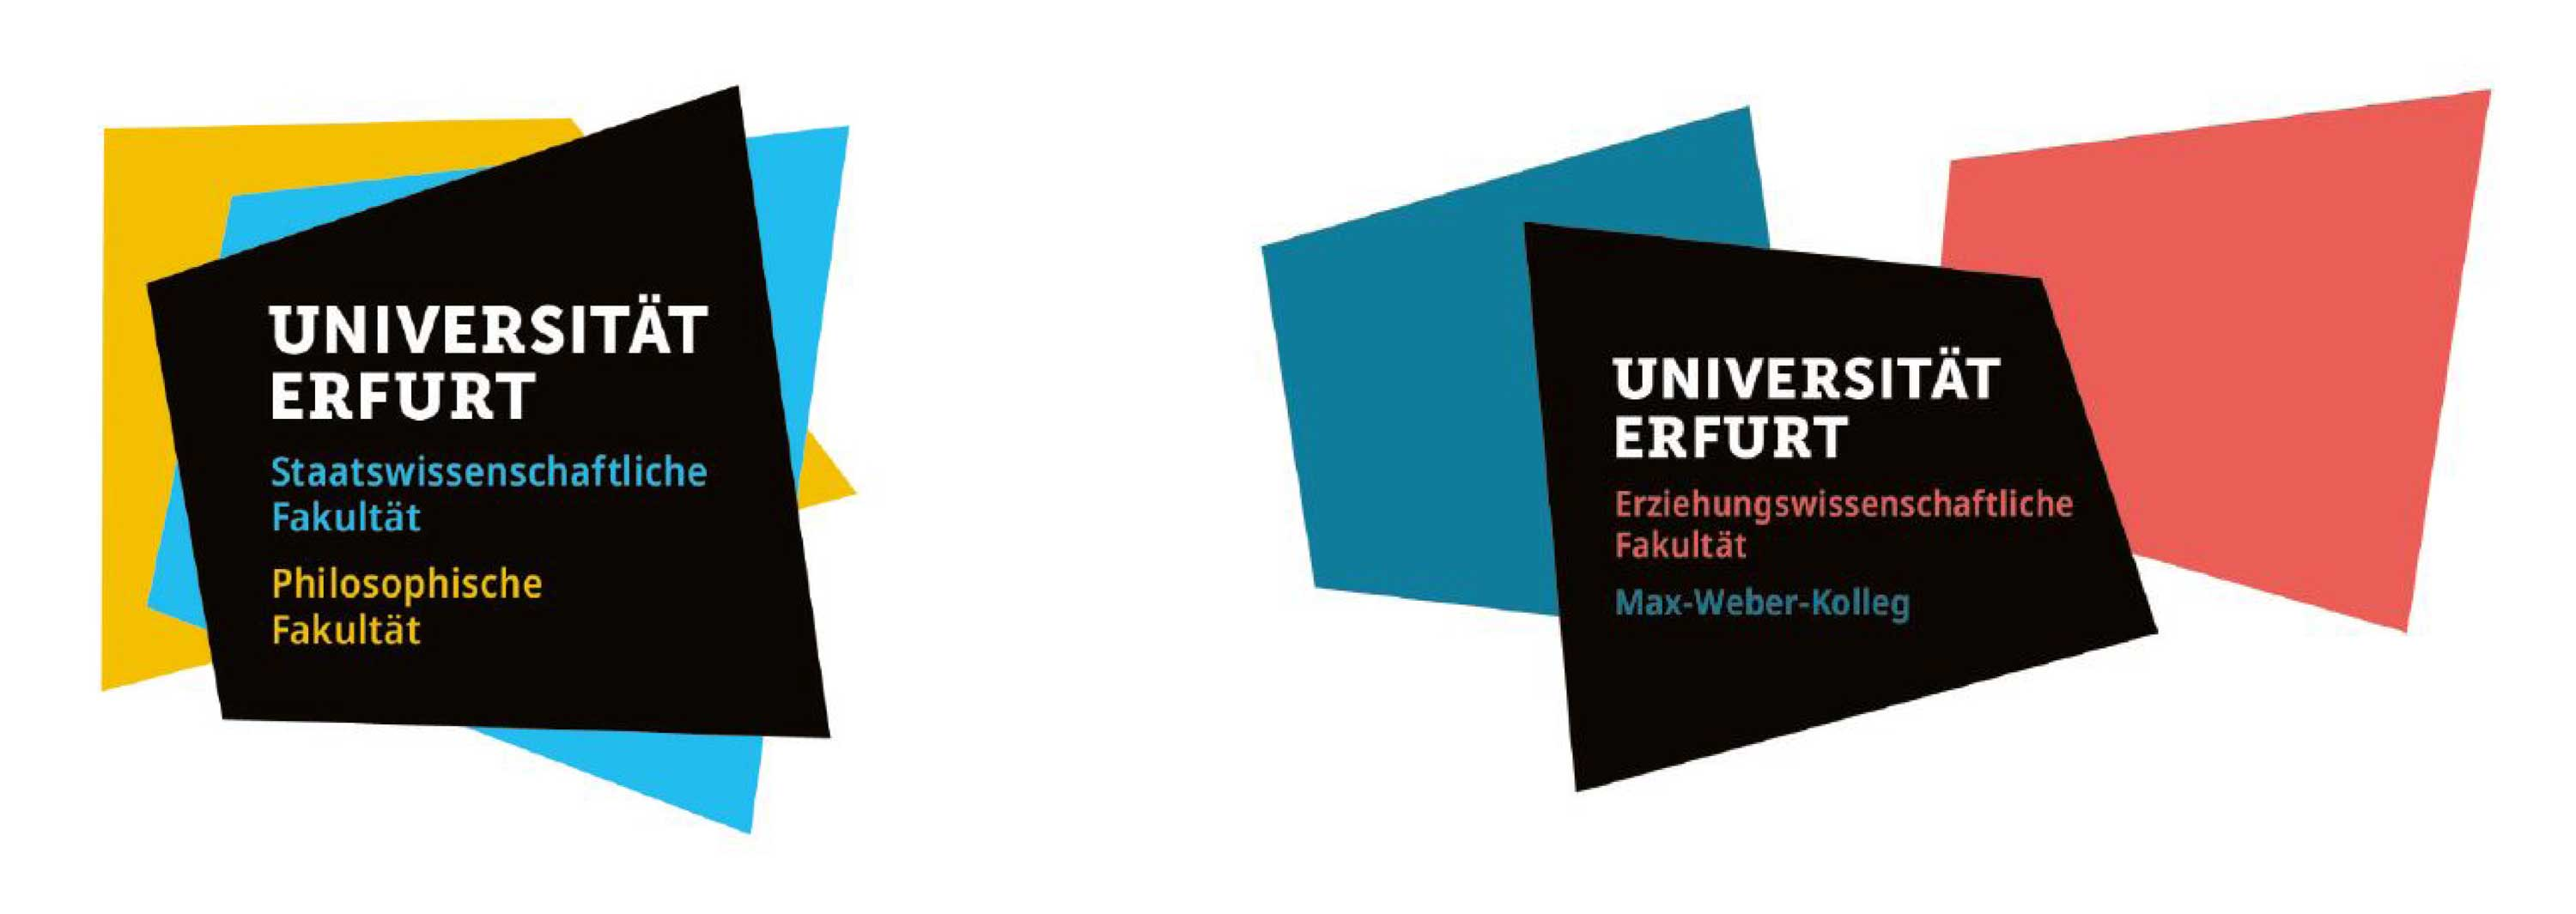 UNIVERSITÄT
ERFURT
Staatswissenschaftliche
Fakultät
Philosophische
Fakultät
UNIVERSITÄT
ERFURT
Erziehungswissenschaftliche
Fakultät
Max-Weber-Kolleg